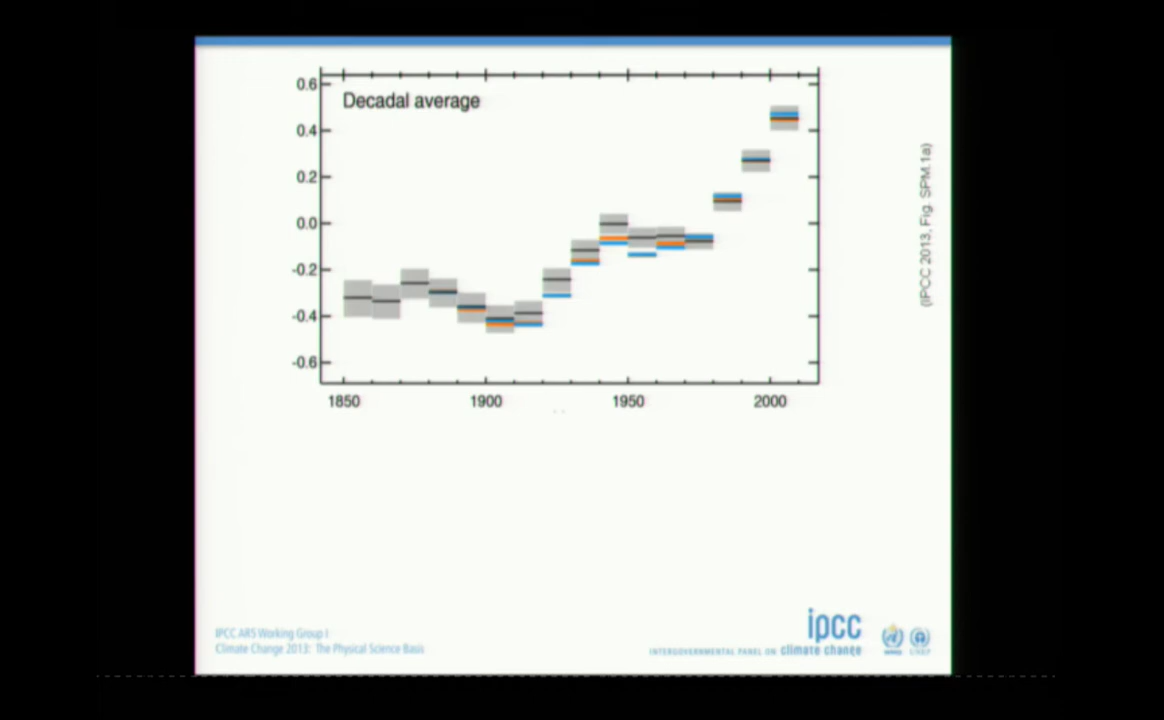 Decadal average
0.6
0.4
0.2
0.0
-0.2
-0.4
-0.6
1850 1900 1950 2000
(IPCC 2013, Fig. SPM.1a)
IPCC AR5 Working Group I
Climate Change 2013: The Physical Science Basis
ipcc
INTERGOVERNMENTAL PANEL ON climate change
UNEP